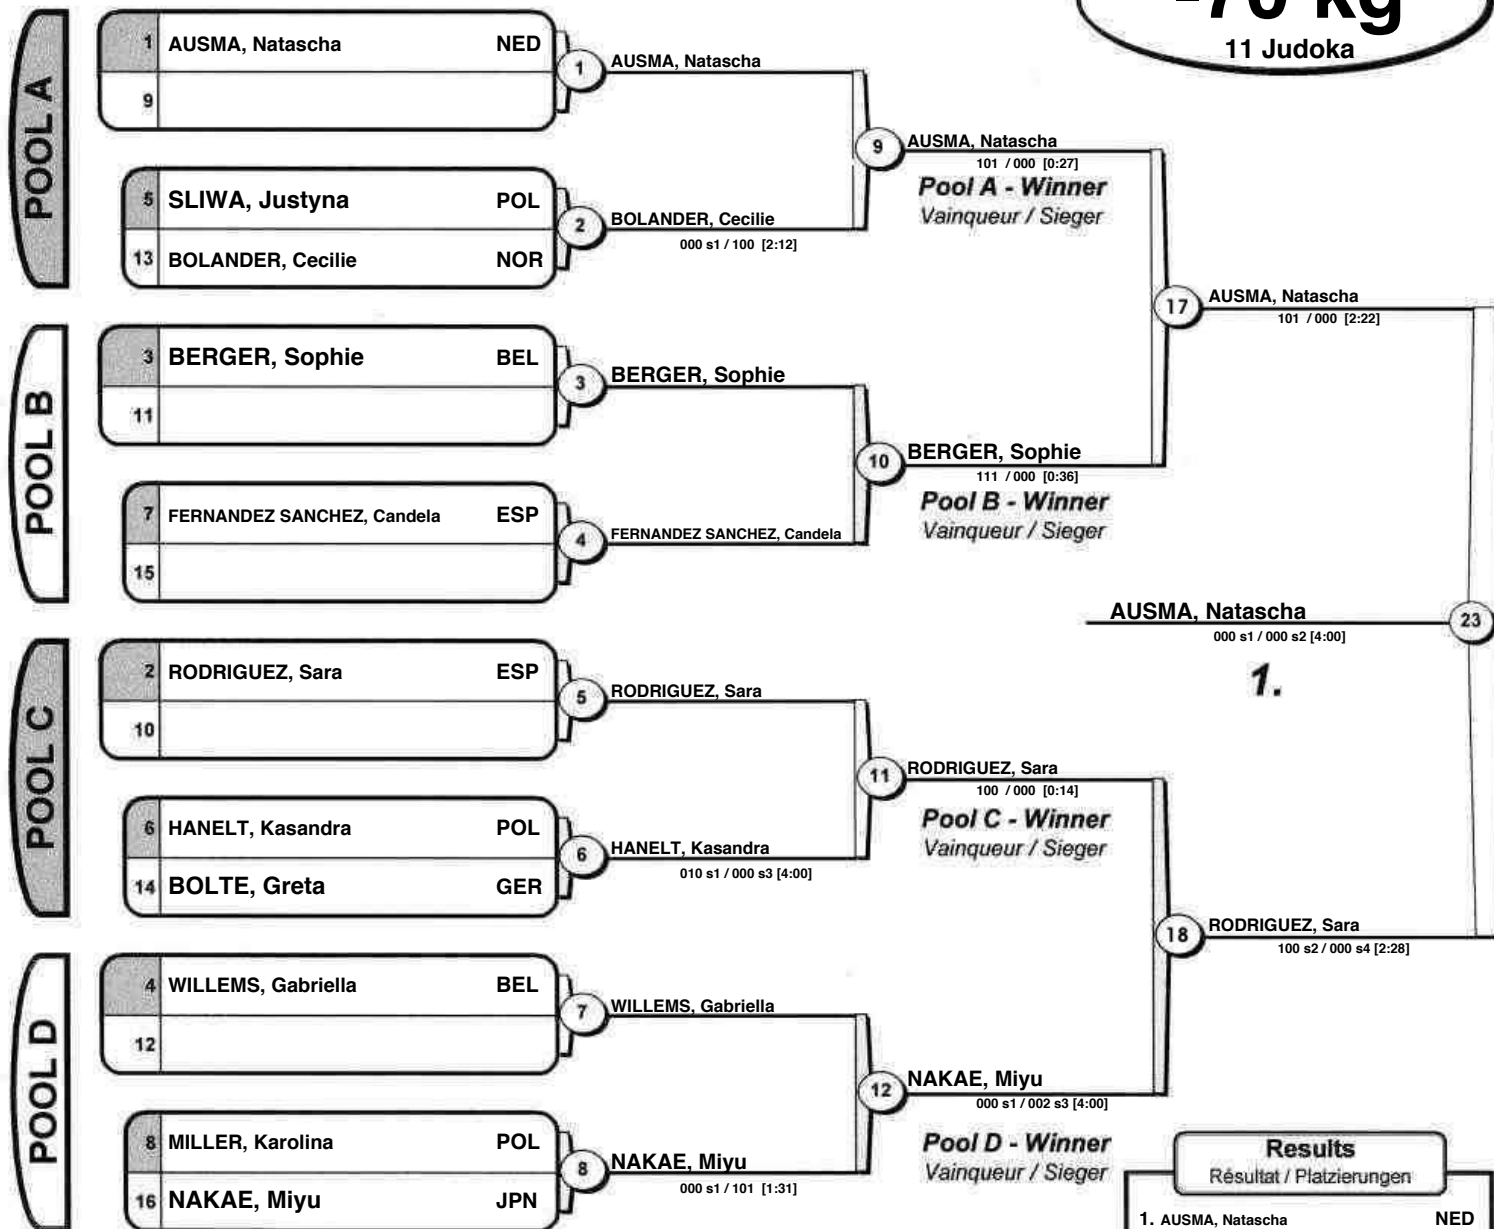 -70 kg
11 Judoka
POOL A
1 AUSMA, Natascha NED
9
5 SLIWA, Justyna POL
13 BOLANDER, Cecilie NOR
1 AUSMA, Natascha
2 BOLANDER, Cecilie
000 s1 / 100 [2:12]
9 AUSMA, Natascha
101 / 000 [0:27]
Pool A - Winner
Vainqueur / Sieger
POOL B
3 BERGER, Sophie BEL
11
7 FERNANDEZ SANCHEZ, Candela ESP
15
3 BERGER, Sophie
4 FERNANDEZ SANCHEZ, Candela
10 BERGER, Sophie
111 / 000 [0:36]
Pool B - Winner
Vainqueur / Sieger
17 AUSMA, Natascha
101 / 000 [2:22]
AUSMA, Natascha 23
000 s1 / 000 s2 [4:00]
1.
POOL C
2 RODRIGUEZ, Sara ESP
10
6 HANELT, Kasandra POL
14 BOLTE, Greta GER
5 RODRIGUEZ, Sara
6 HANELT, Kasandra
010 s1 / 000 s3 [4:00]
11 RODRIGUEZ, Sara
100 / 000 [0:14]
Pool C - Winner
Vainqueur / Sieger
18 RODRIGUEZ, Sara
100 s2 / 000 s4 [2:28]
POOL D
4 WILLEMS, Gabriella BEL
12
8 MILLER, Karolina POL
16 NAKAE, Miyu JPN
7 WILLEMS, Gabriella
8 NAKAE, Miyu
000 s1 / 101 [1:31]
12 NAKAE, Miyu
000 s1 / 002 s3 [4:00]
Pool D - Winner
Vainqueur / Sieger
Results
Résultat / Platzierungen
1. AUSMA, Natascha NED